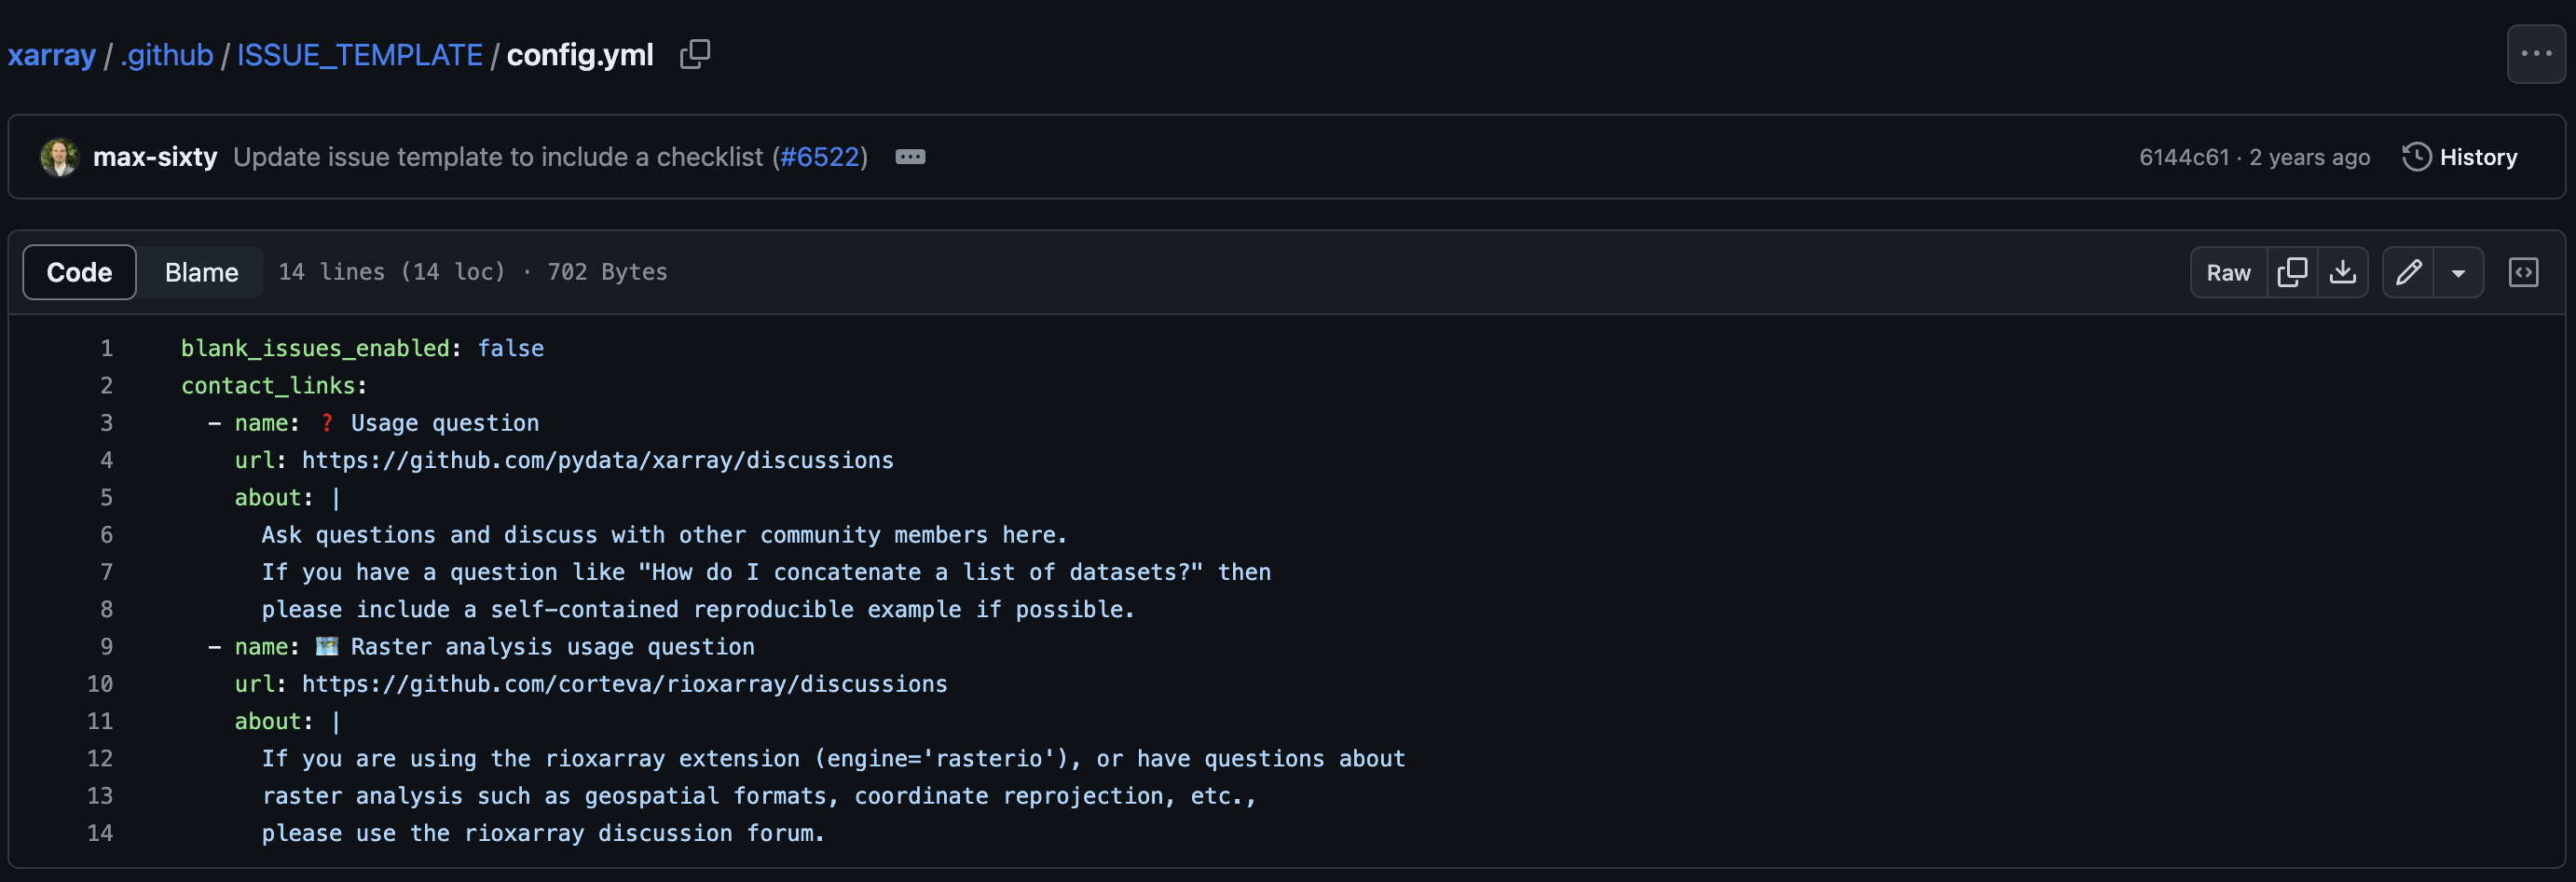 xarray / .github / ISSUE_TEMPLATE / config.yml
max-sixty Update issue template to include a checklist (#6522)
6144c61 · 2 years ago History
Code Blame 14 lines (14 loc) · 702 Bytes
Raw
1 blank_issues_enabled: false
2 contact_links:
3   - name: ❓ Usage question
4     url: https://github.com/pydata/xarray/discussions
5     about: |
6       Ask questions and discuss with other community members here.
7       If you have a question like "How do I concatenate a list of datasets?" then
8       please include a self-contained reproducible example if possible.
9   - name: 🗺️ Raster analysis usage question
10     url: https://github.com/corteva/rioxarray/discussions
11     about: |
12       If you are using the rioxarray extension (engine='rasterio'), or have questions about
13       raster analysis such as geospatial formats, coordinate reprojection, etc.,
14       please use the rioxarray discussion forum.